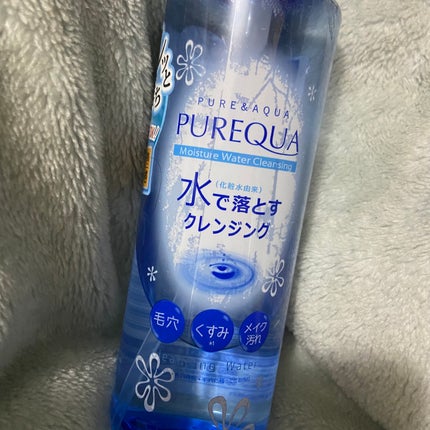 PURE & AQUA
PUREQUA
Moisture Water Cleansing
(化粧水由来)
水で落とす
クレンジング
毛穴
くすみ
※1
メイク
汚れ